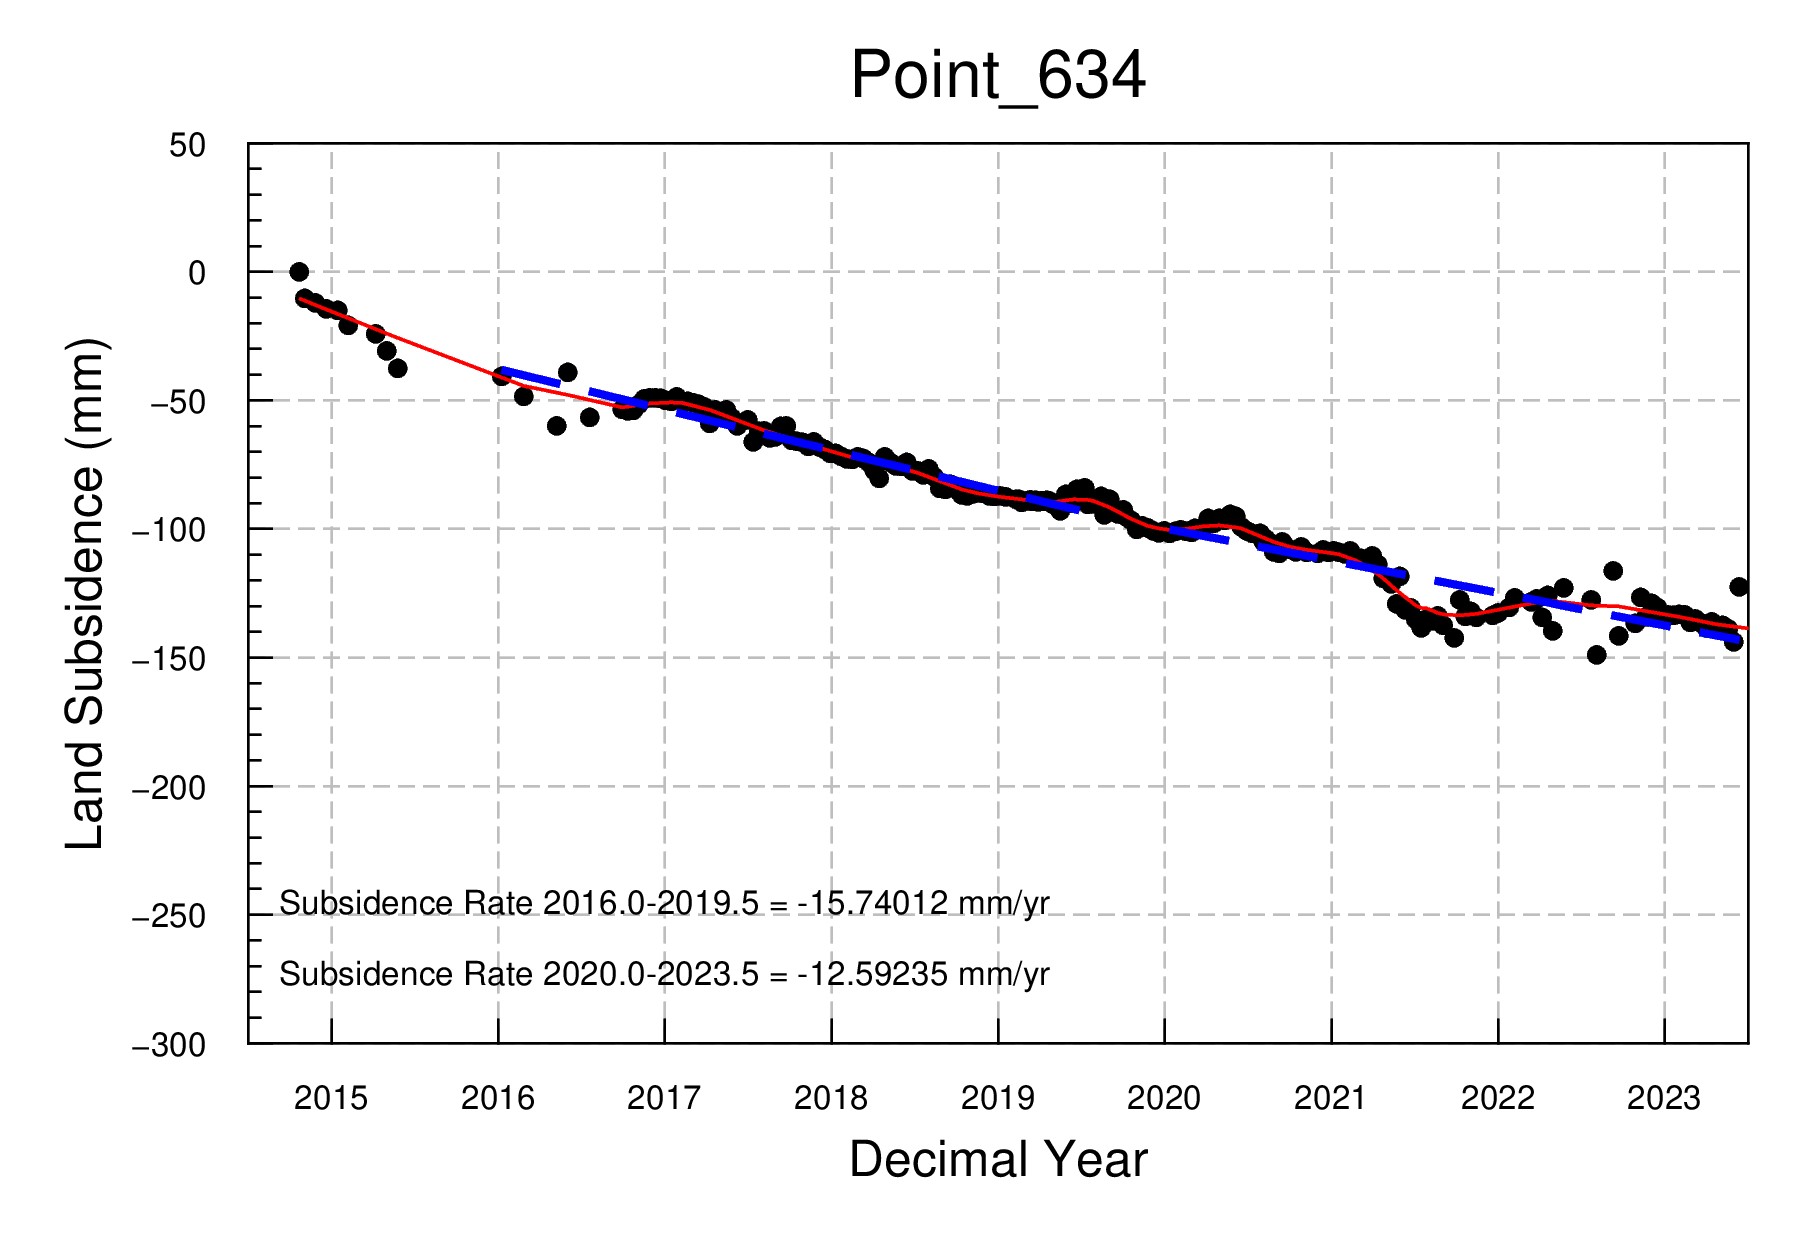 Point_634
50
0
−50
−100
−150
−200
−250
−300
Land Subsidence (mm)
Subsidence Rate 2016.0-2019.5 = -15.74012 mm/yr
Subsidence Rate 2020.0-2023.5 = -12.59235 mm/yr
2015 2016 2017 2018 2019 2020 2021 2022 2023
Decimal Year